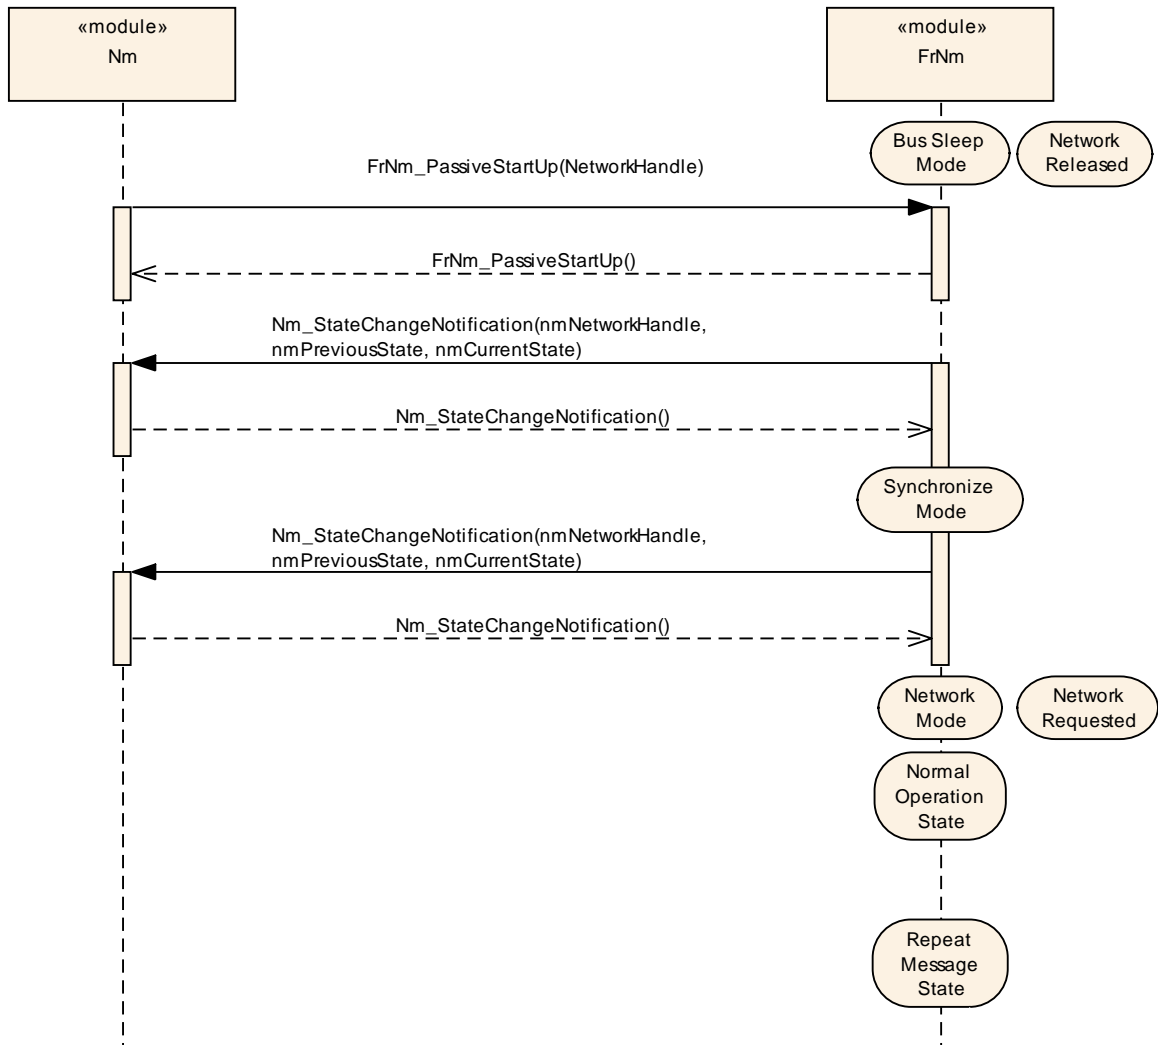 «module»
Nm
«module»
FrNm
Bus Sleep
Mode
Network
Released
FrNm_PassiveStartUp(NetworkHandle)
FrNm_PassiveStartUp()
Nm_StateChangeNotification(nmNetworkHandle,
nmPreviousState, nmCurrentState)
Nm_StateChangeNotification()
Synchronize
Mode
Nm_StateChangeNotification(nmNetworkHandle,
nmPreviousState, nmCurrentState)
Nm_StateChangeNotification()
Network
Mode
Network
Requested
Normal
Operation
State
Repeat
Message
State